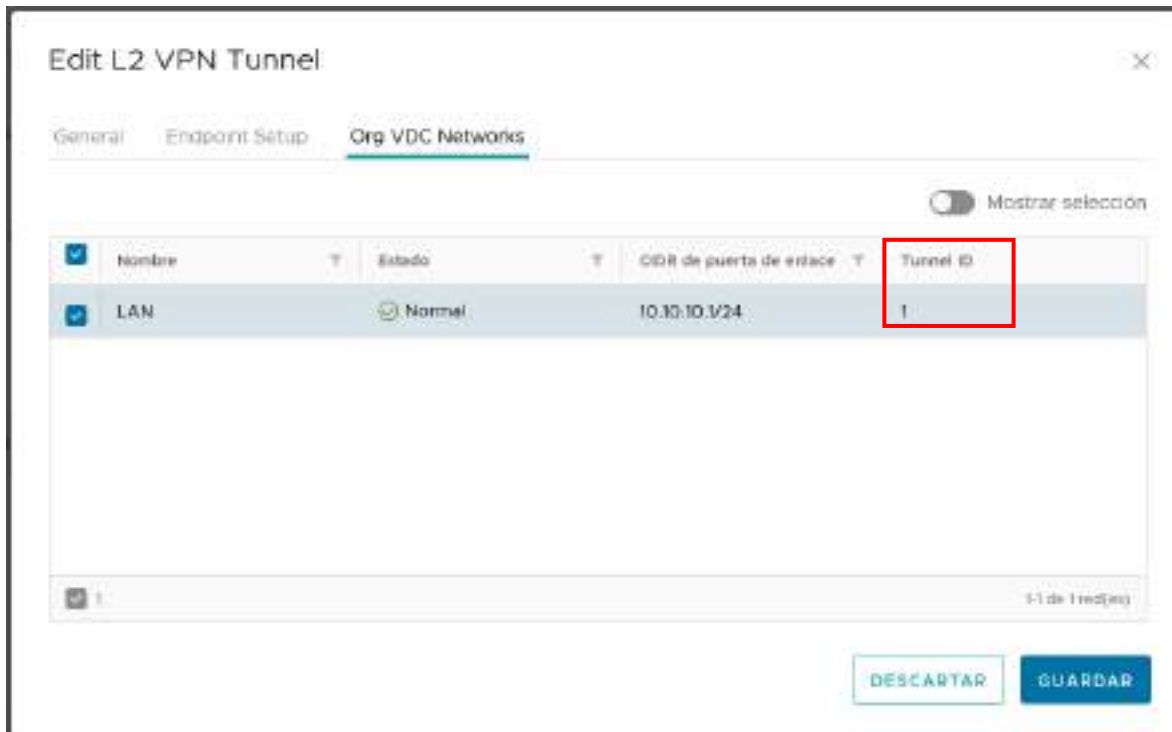 Edit L2 VPN Tunnel
General Endpoint Setup Org VDC Networks
Mostrar selección
Nombre Estado CIDR de puerta de enlace Tunnel ID
LAN Normal 10.10.10.1/24 1
1 1-1 de 1 red(es)
DESCARTAR GUARDAR